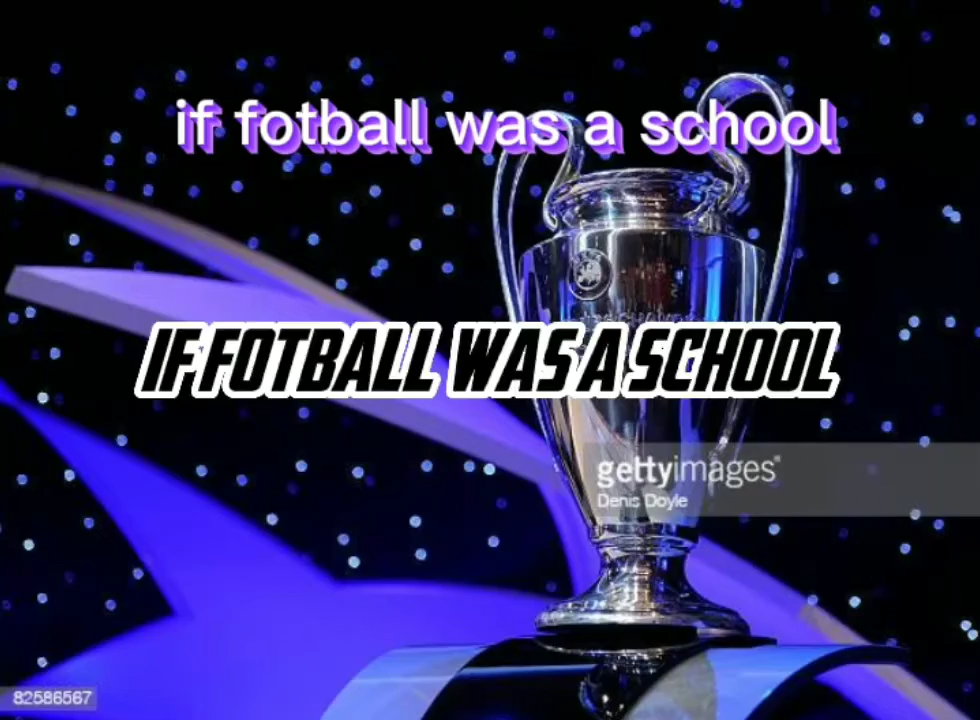 if fotball was a school
IF FOTBALL WAS A SCHOOL
gettyimages®
Denis Doyle
82586567